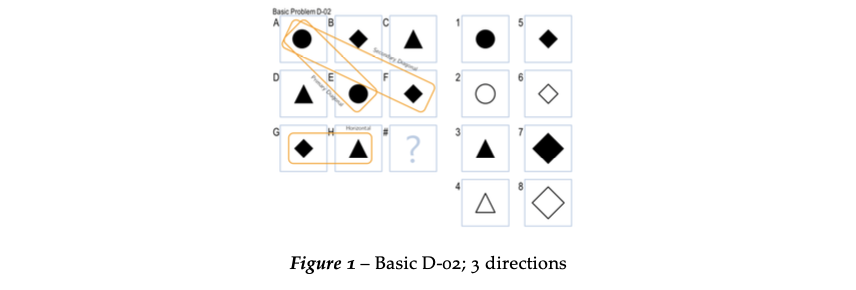 Basic Problem D-02
A B C 1 5
Secondary Diagonal
D E F 2 6
Primary Diagonal
G H # 3 7
Horizontal
?
4 8
Figure 1 – Basic D-02; 3 directions